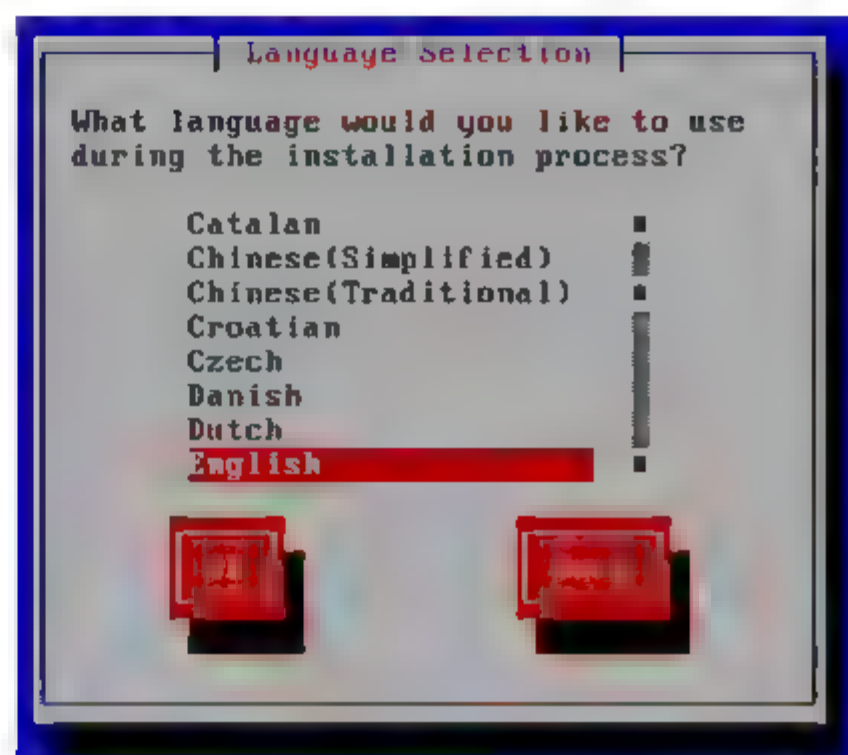 Language Selection
What language would you like to use
during the installation process?
Catalan
Chinese(Simplified)
Chinese(Traditional)
Croatian
Czech
Danish
Dutch
English